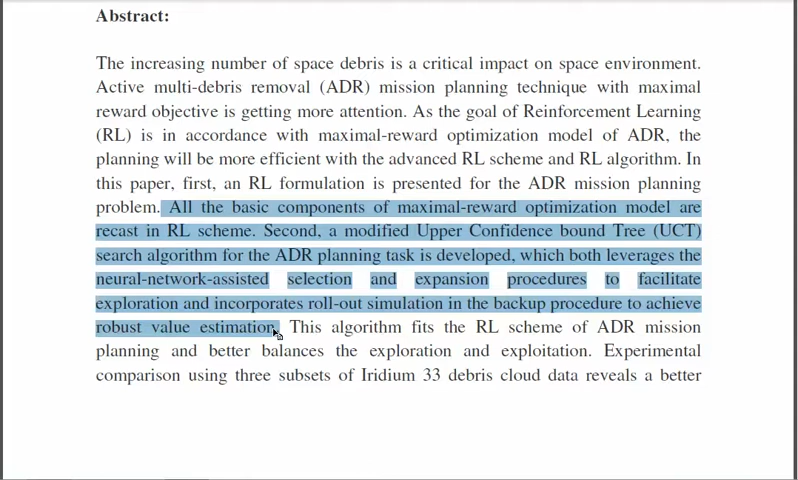 Abstract:
The increasing number of space debris is a critical impact on space environment.
Active multi-debris removal (ADR) mission planning technique with maximal
reward objective is getting more attention. As the goal of Reinforcement Learning
(RL) is in accordance with maximal-reward optimization model of ADR, the
planning will be more efficient with the advanced RL scheme and RL algorithm. In
this paper, first, an RL formulation is presented for the ADR mission planning
problem. All the basic components of maximal-reward optimization model are
recast in RL scheme. Second, a modified Upper Confidence bound Tree (UCT)
search algorithm for the ADR planning task is developed, which both leverages the
neural-network-assisted selection and expansion procedures to facilitate
exploration and incorporates roll-out simulation in the backup procedure to achieve
robust value estimation. This algorithm fits the RL scheme of ADR mission
planning and better balances the exploration and exploitation. Experimental
comparison using three subsets of Iridium 33 debris cloud data reveals a better